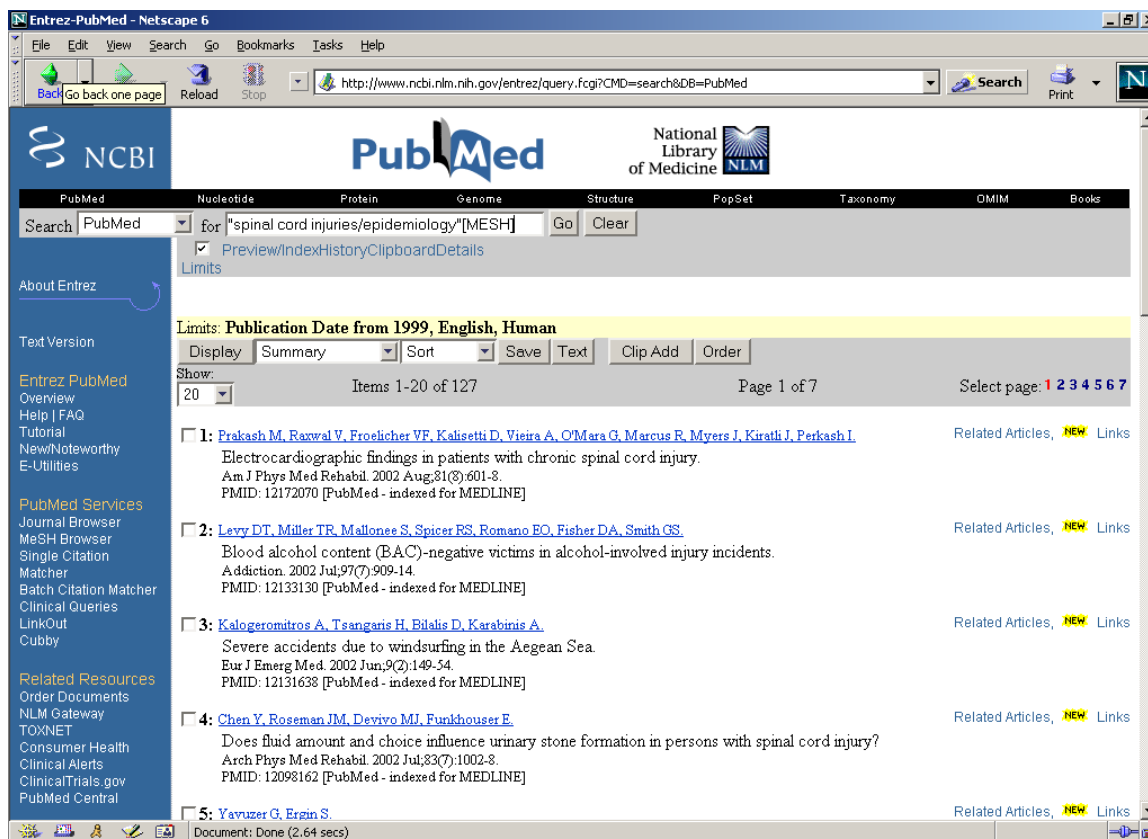 Entrez-PubMed - Netscape 6
File Edit View Search Go Bookmarks Tasks Help
Back Reload Stop http://www.ncbi.nlm.nih.gov/entrez/query.fcgi?CMD=search&DB=PubMed Search Print N
Go back one page
NCBI PubMed National Library of Medicine NLM
PubMed Nucleotide Protein Genome Structure PopSet Taxonomy OMIM Books
Search PubMed for "spinal cord injuries/epidemiology"[MESH] Go Clear
Preview/IndexHistoryClipboardDetails
Limits
About Entrez
Text Version
Entrez PubMed
Overview
Help | FAQ
Tutorial
New/Noteworthy
E-Utilities
PubMed Services
Journal Browser
MeSH Browser
Single Citation
Matcher
Batch Citation Matcher
Clinical Queries
LinkOut
Cubby
Related Resources
Order Documents
NLM Gateway
TOXNET
Consumer Health
Clinical Alerts
ClinicalTrials.gov
PubMed Central
Limits: Publication Date from 1999, English, Human
Display Summary Sort Save Text Clip Add Order
Show:
20 Items 1-20 of 127 Page 1 of 7 Select page: 1 2 3 4 5 6 7
1: Prakash M, Raxwal V, Froelicher VF, Kalisetti D, Vieira A, O'Mara G, Marcus R, Myers J, Kiratli J, Perkash I. Related Articles, NEW Links
Electrocardiographic findings in patients with chronic spinal cord injury.
Am J Phys Med Rehabil. 2002 Aug;81(8):601-8.
PMID: 12172070 [PubMed - indexed for MEDLINE]
2: Levy DT, Miller TR, Mallonee S, Spicer RS, Romano EO, Fisher DA, Smith GS. Related Articles, NEW Links
Blood alcohol content (BAC)-negative victims in alcohol-involved injury incidents.
Addiction. 2002 Jul;97(7):909-14.
PMID: 12133130 [PubMed - indexed for MEDLINE]
3: Kalogeromitros A, Tsangaris H, Bilalis D, Karabinis A. Related Articles, NEW Links
Severe accidents due to windsurfing in the Aegean Sea.
Eur J Emerg Med. 2002 Jun;9(2):149-54.
PMID: 12131638 [PubMed - indexed for MEDLINE]
4: Chen Y, Roseman JM, Devivo MJ, Funkhouser E. Related Articles, NEW Links
Does fluid amount and choice influence urinary stone formation in persons with spinal cord injury?
Arch Phys Med Rehabil. 2002 Jul;83(7):1002-8.
PMID: 12098162 [PubMed - indexed for MEDLINE]
5: Yavuzer G, Ergin S. Related Articles, NEW Links
Document: Done (2.64 secs)